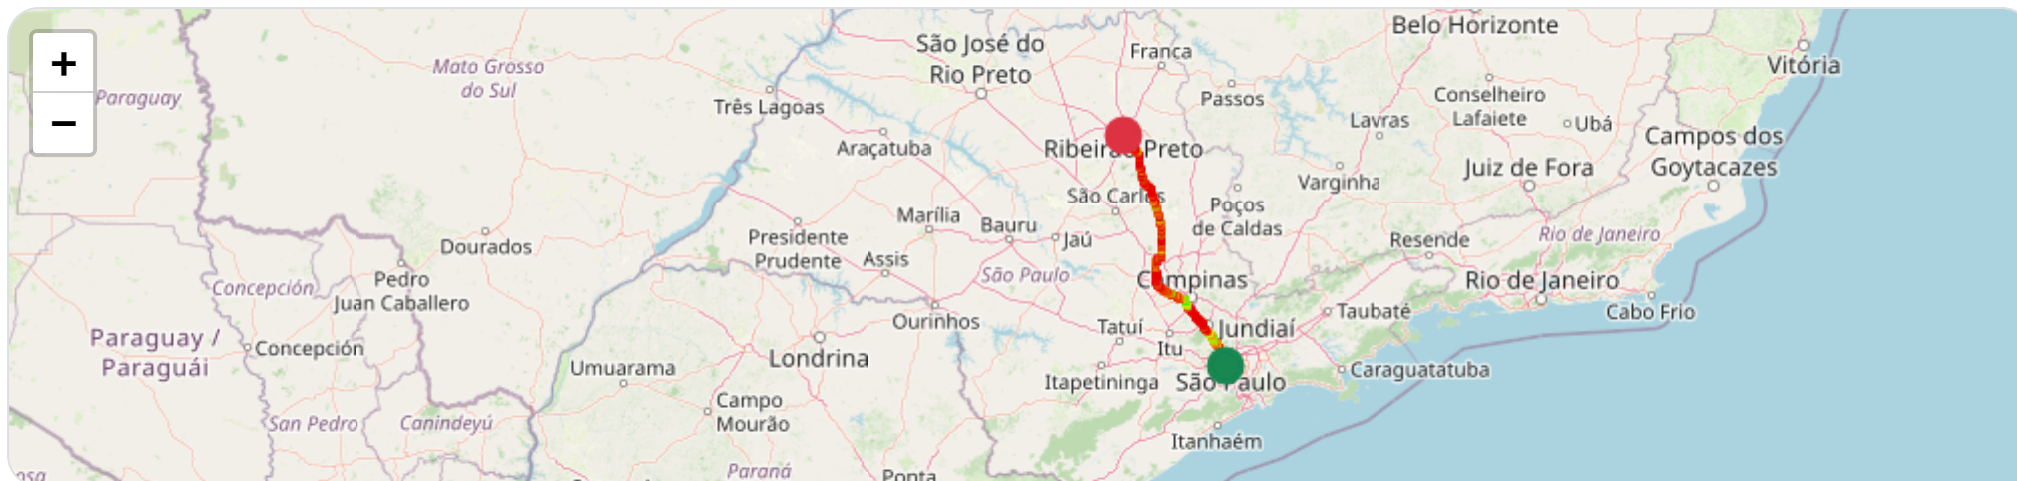 +
−
Paraguay
Mato Grosso
do Sul
São José do
Rio Preto
Franca
Belo Horizonte
Vitória
Três Lagoas
Passos
Conselheiro
Lafaiete
Lavras
Ubá
Campos dos
Goytacazes
Araçatuba
Ribeirão Preto
Juiz de Fora
Varginha
São Carlos
Poços
de Caldas
Marília
Bauru
Jaú
Presidente
Prudente
Assis
São Paulo
Resende
Rio de Janeiro
Dourados
Pedro
Juan Caballero
Concepción
Campinas
Rio de Janeiro
Cabo Frio
Ourinhos
Tatuí
Jundiaí
Taubaté
Itu
Paraguay /
Paraguái
Concepción
Londrina
Umuarama
Itapetininga
São Paulo
Caraguatatuba
Campo
Mourão
San Pedro
Canindeyú
Itanhaém
Paraná
Ponta